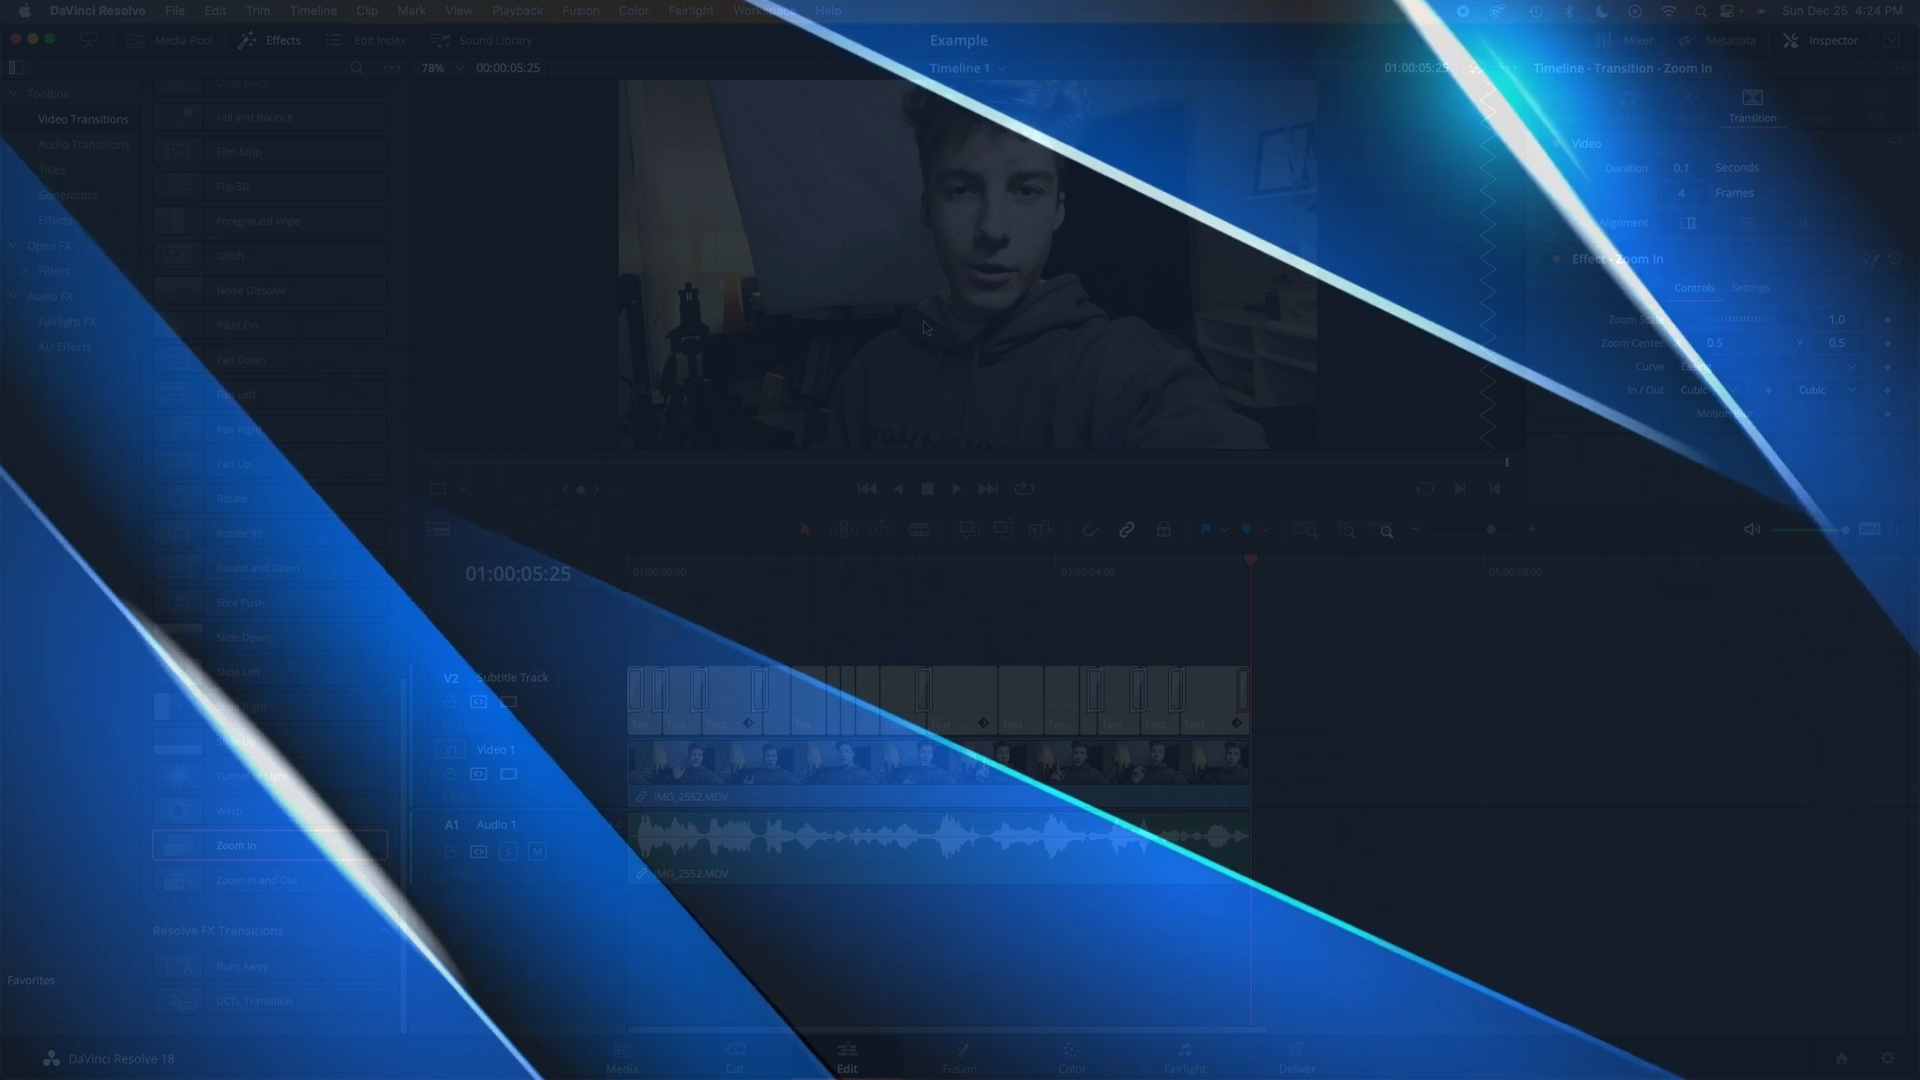 DaVinci Resolve File Edit Trim Timeline Clip Mark View Playback Fusion Color Fairlight Workspace Help Sun Dec 25 4:24 PM
Media Pool Effects Edit Index Sound Library Example Mixer Metadata Inspector
78% 00:00:05:25 Timeline 1 01:00:05:25 Timeline - Transition - Zoom In
Toolbox
Video Transitions
Audio Transitions
Titles
Generators
Effects
Open FX
Filters
Audio FX
Fairlight FX
AU Effects
Favorites
Drop Warp
Fall and Bounce
Film Strip
Flip 3D
Foreground Wipe
Glitch
Noise Dissolve
Paint On
Pan Down
Pan Left
Pan Right
Pan Up
Rotate
Rotate 90
Round and Down
Slice Push
Slide Down
Slide Left
Slide Right
Slide Up
Tunnel of Light
Warp
Zoom In
Zoom In and Out
Resolve FX Transitions
Burn Away
DCTL Transition
Transition
Video
Duration 0.1 Seconds
4 Frames
Alignment
Effect - Zoom In
Controls Settings
Zoom Scale 1.0
Zoom Center X 0.5 Y 0.5
Curve Easing
In / Out Cubic Cubic
Motion Blur
DIM
01:00:05:25 01:00:00:00 01:00:04:00 01:00:08:00
V2 Subtitle Track
V1 Video 1
IMG_2552.MOV
A1 Audio 1
S M
IMG_2552.MOV
DaVinci Resolve 18 Media Cut Edit Fusion Color Fairlight Deliver